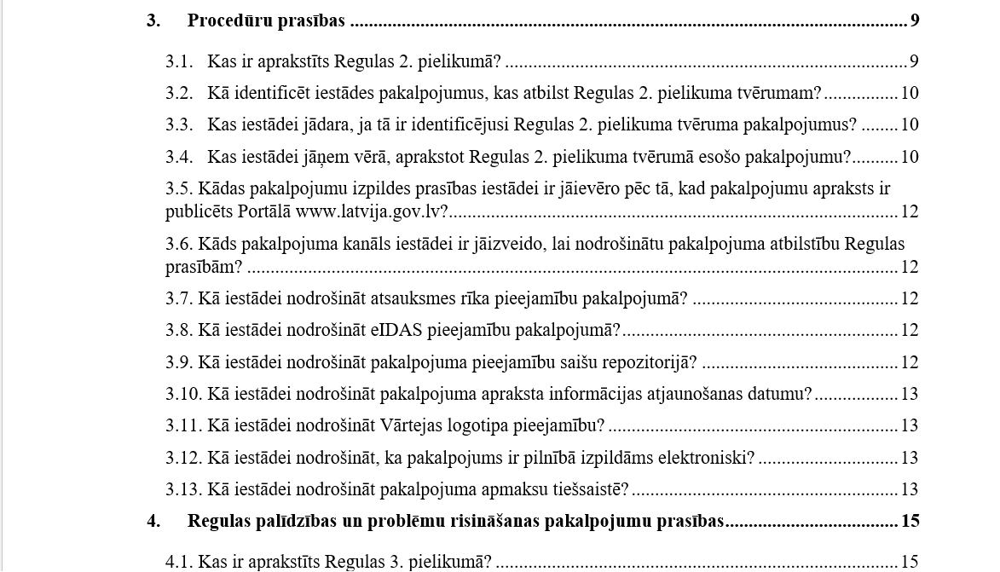 3. Procedūru prasības ........................................................................................................................ 9
3.1. Kas ir aprakstīts Regulas 2. pielikumā? ...................................................................................... 9
3.2. Kā identificēt iestādes pakalpojumus, kas atbilst Regulas 2. pielikuma tvērumam? ................ 10
3.3. Kas iestādei jādara, ja tā ir identificējusi Regulas 2. pielikuma tvēruma pakalpojumus? ........ 10
3.4. Kas iestādei jāņem vērā, aprakstot Regulas 2. pielikuma tvērumā esošo pakalpojumu?.......... 10
3.5. Kādas pakalpojumu izpildes prasības iestādei ir jāievēro pēc tā, kad pakalpojumu apraksts ir
publicēts Portālā www.latvija.gov.lv?................................................................................................ 12
3.6. Kāds pakalpojuma kanāls iestādei ir jāizveido, lai nodrošinātu pakalpojuma atbilstību Regulas
prasībām? ........................................................................................................................................... 12
3.7. Kā iestādei nodrošināt atsauksmes rīka pieejamību pakalpojumā? ............................................ 12
3.8. Kā iestādei nodrošināt eIDAS pieejamību pakalpojumā?........................................................... 12
3.9. Kā iestādei nodrošināt pakalpojuma pieejamību saišu repozitorijā? .......................................... 12
3.10. Kā iestādei nodrošināt pakalpojuma apraksta informācijas atjaunošanas datumu?.................. 13
3.11. Kā iestādei nodrošināt Vārtejas logotipa pieejamību? .............................................................. 13
3.12. Kā iestādei nodrošināt, ka pakalpojums ir pilnībā izpildāms elektroniski? .............................. 13
3.13. Kā iestādei nodrošināt pakalpojuma apmaksu tiešsaistē? ......................................................... 13
4. Regulas palīdzības un problēmu risināšanas pakalpojumu prasības..................................... 15
4.1. Kas ir aprakstīts Regulas 3. pielikumā? ...................................................................................... 15